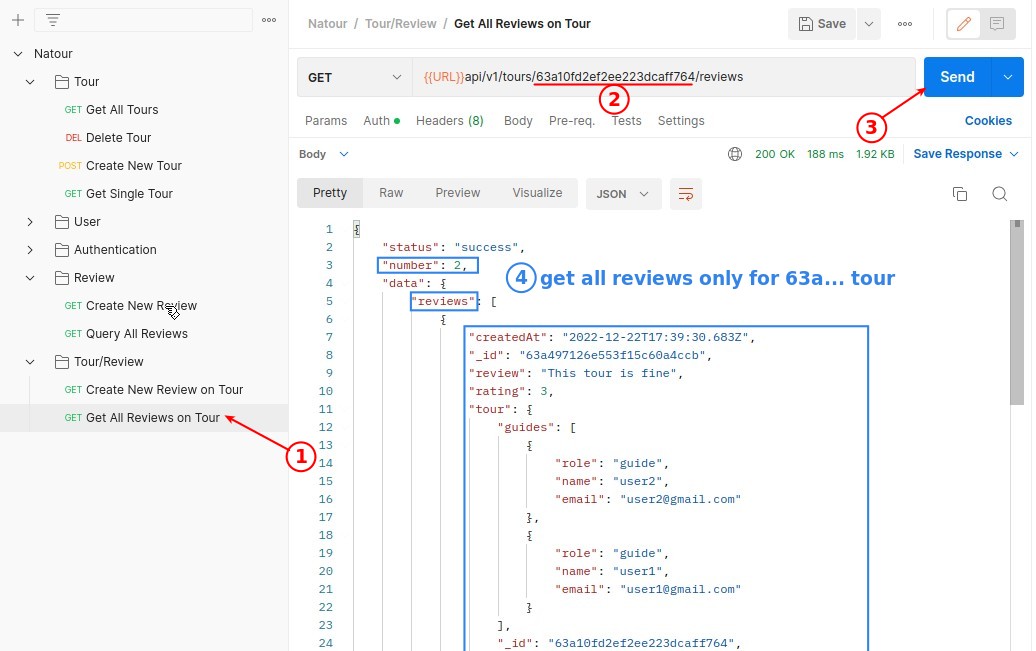 Natour / Tour/Review / Get All Reviews on Tour
Save
Natour
Tour
GET Get All Tours
DEL Delete Tour
POST Create New Tour
GET Get Single Tour
User
Authentication
Review
GET Create New Review
GET Query All Reviews
Tour/Review
GET Create New Review on Tour
GET Get All Reviews on Tour
1
GET
{{URL}}api/v1/tours/63a10fd2ef2ee223dcaff764/reviews
Send
2
3
Params Auth Headers (8) Body Pre-req. Tests Settings
Cookies
Body
200 OK 188 ms 1.92 KB Save Response
Pretty Raw Preview Visualize JSON
1 {
2 "status": "success",
3 "number": 2,
4 get all reviews only for 63a... tour
4 "data": {
5 "reviews": [
6 {
7 "createdAt": "2022-12-22T17:39:30.683Z",
8 "_id": "63a497126e553f15c60a4ccb",
9 "review": "This tour is fine",
10 "rating": 3,
11 "tour": {
12 "guides": [
13 {
14 "role": "guide",
15 "name": "user2",
16 "email": "user2@gmail.com"
17 },
18 {
19 "role": "guide",
20 "name": "user1",
21 "email": "user1@gmail.com"
22 }
23 ],
24 "_id": "63a10fd2ef2ee223dcaff764",